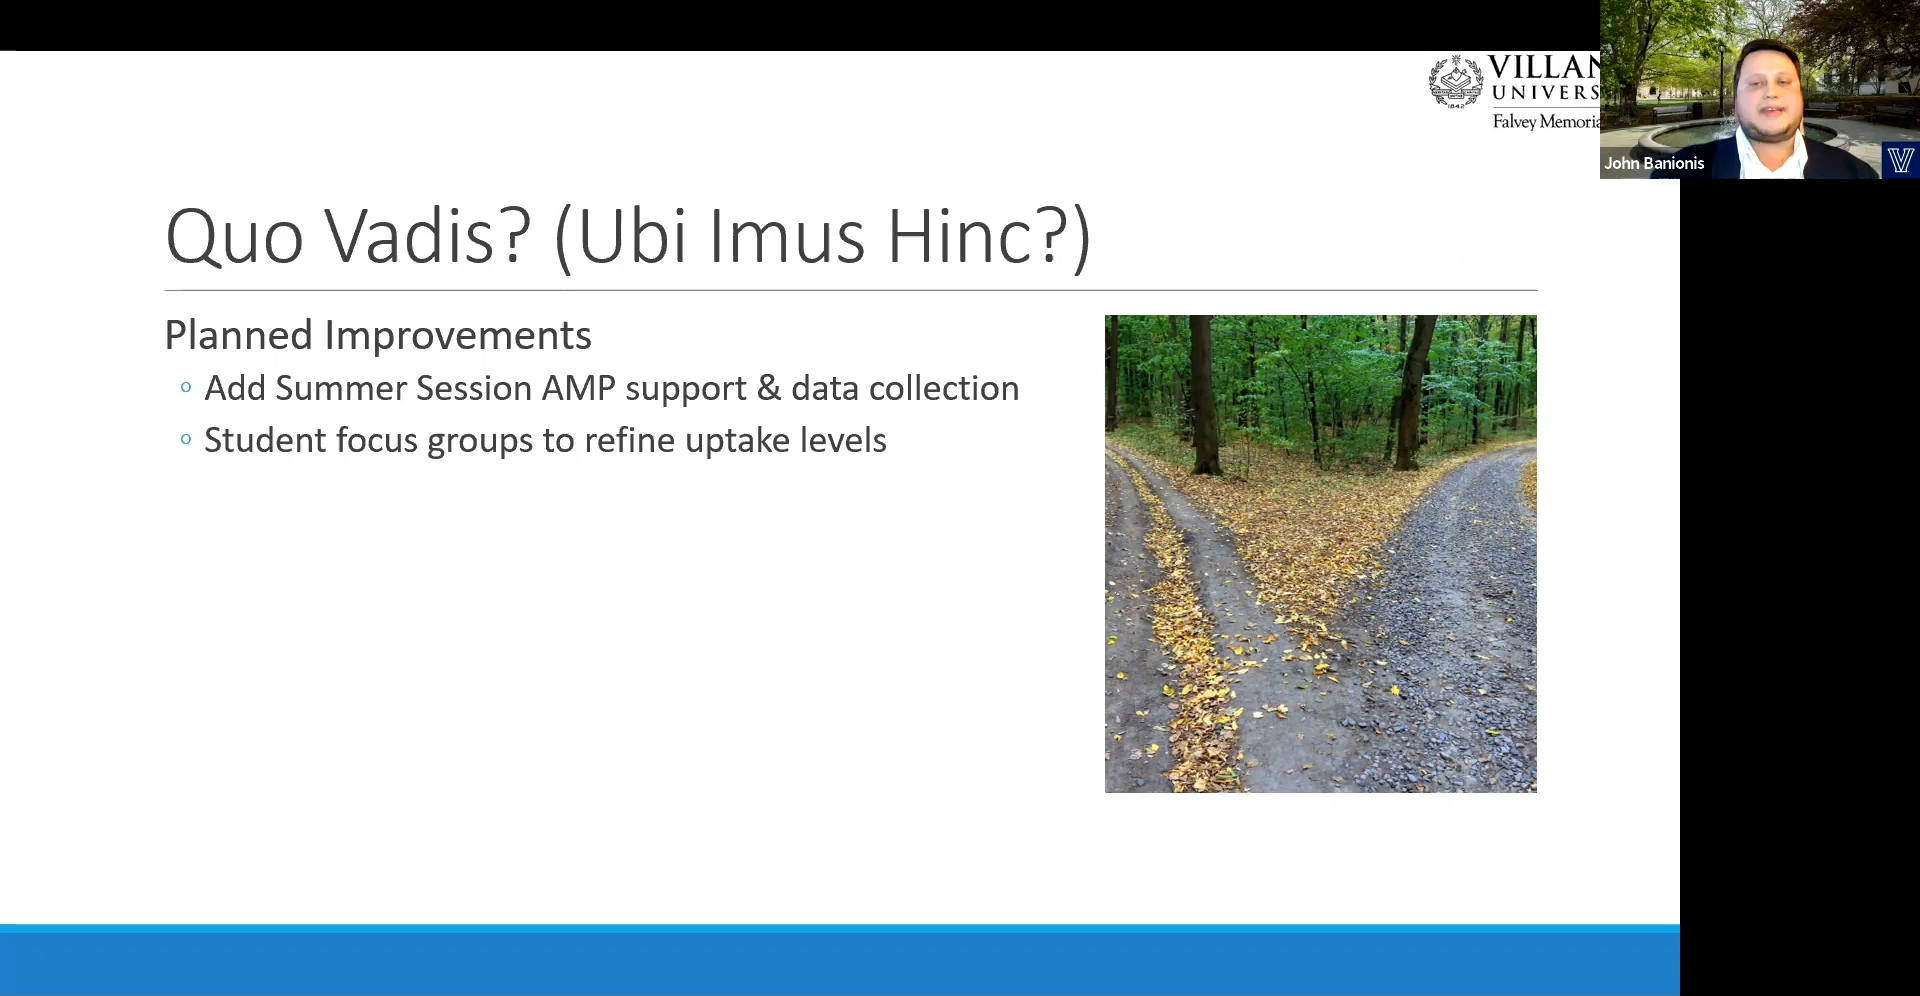 VILLAN
UNIVERS
Falvey Memoria
John Banionis
Quo Vadis? (Ubi Imus Hinc?)
Planned Improvements
Add Summer Session AMP support & data collection
Student focus groups to refine uptake levels